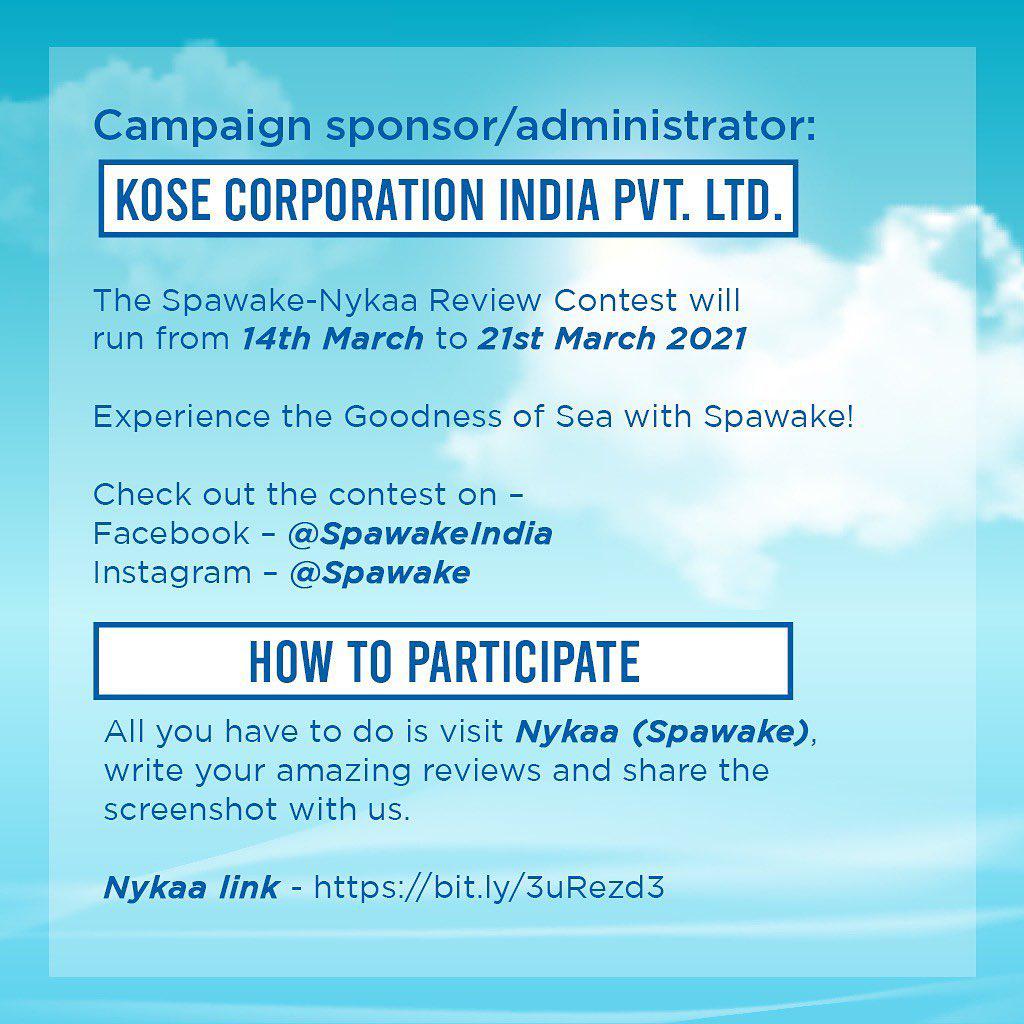 Campaign sponsor/administrator:
KOSE CORPORATION INDIA PVT. LTD.
The Spawake-Nykaa Review Contest will
run from 14th March to 21st March 2021
Experience the Goodness of Sea with Spawake!
Check out the contest on –
Facebook – @SpawakeIndia
Instagram – @Spawake
HOW TO PARTICIPATE
All you have to do is visit Nykaa (Spawake),
write your amazing reviews and share the
screenshot with us.
Nykaa link - https://bit.ly/3uRezd3